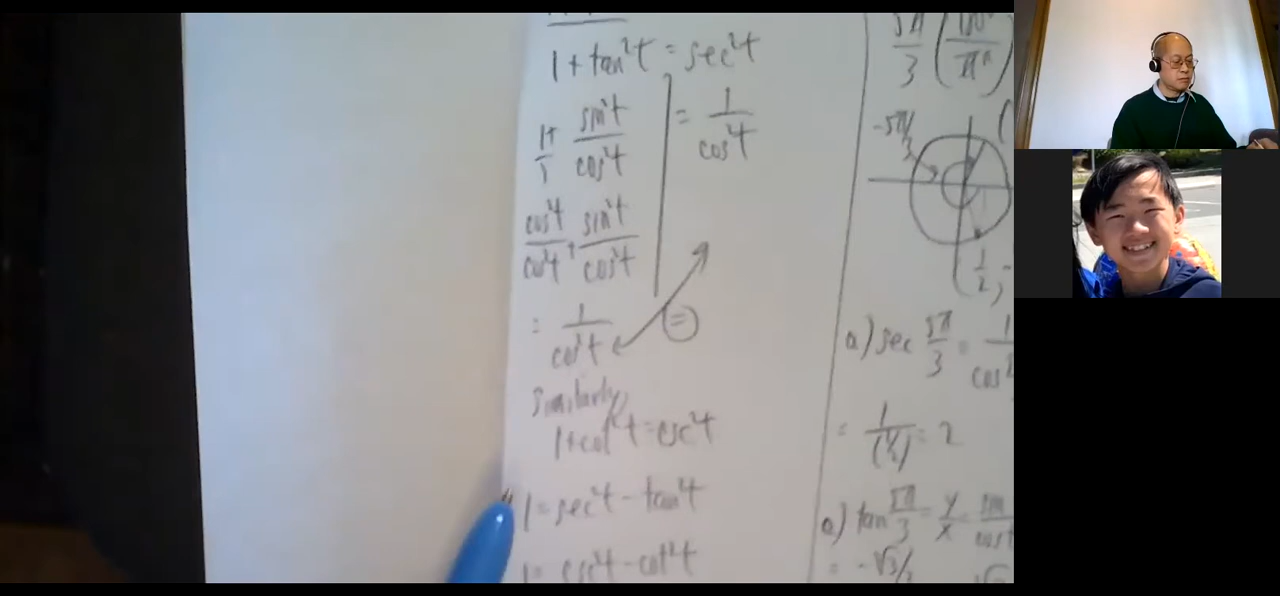 1 + tan²t = sec²t
1/1 + sin²t/cos²t = 1/cos²t
cos²t/cos²t + sin²t/cos²t
= 1/cos²t =
Similarly
1 + cot²t = csc²t
1 = sec²t - tan²t
1 = csc²t - cot²t
5π/3
-5π/3
a) sec 5π/3 = 1/cos
= 1/(1/2) = 2
a) tan 5π/3 = y/x =
= -√3/2